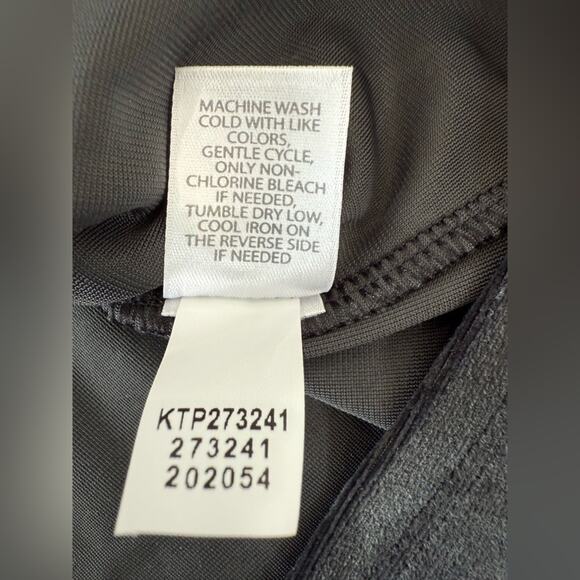 MACHINE WASH
COLD WITH LIKE
COLORS,
GENTLE CYCLE,
ONLY NON-
CHLORINE BLEACH
IF NEEDED,
TUMBLE DRY LOW,
COOL IRON ON
THE REVERSE SIDE
IF NEEDED
KTP273241
273241
202054